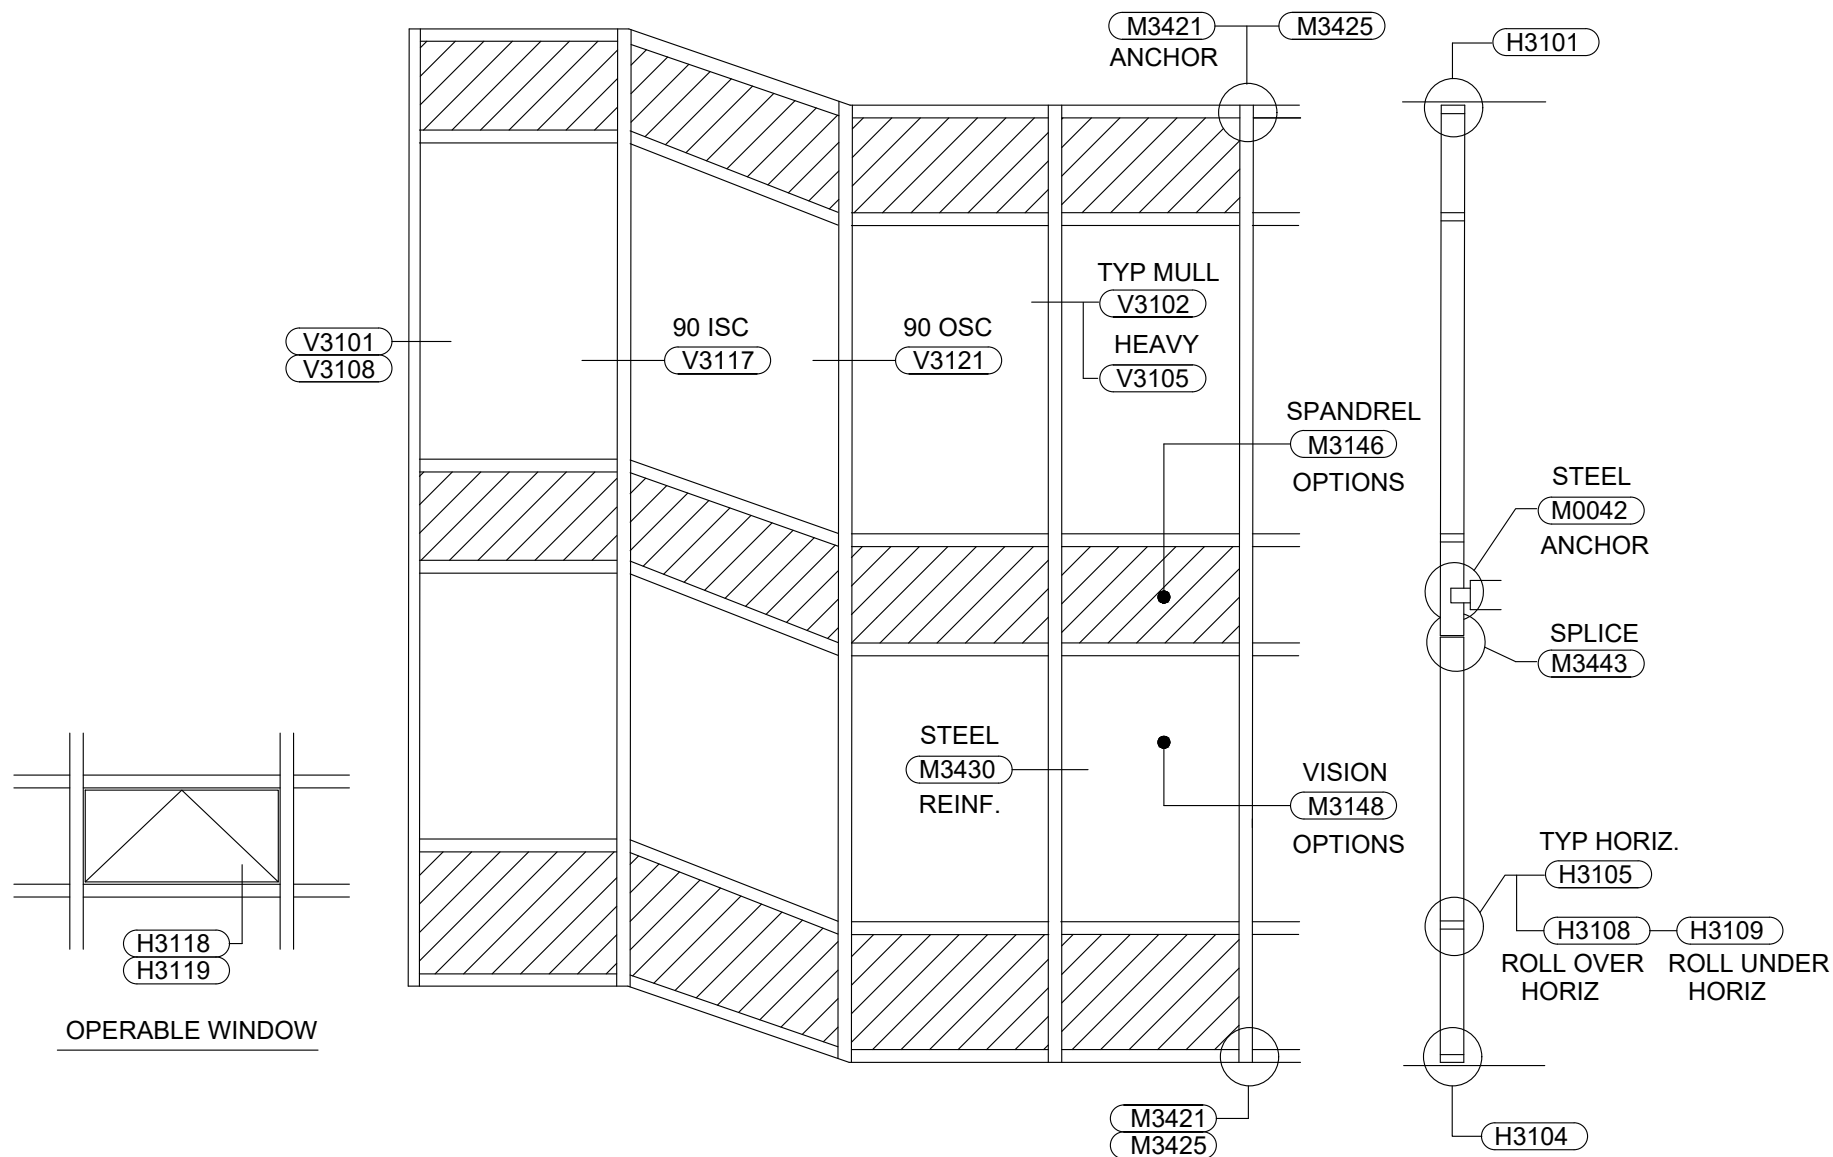 M3421
M3425
ANCHOR
H3101
TYP MULL
V3102
HEAVY
V3105
90 ISC
V3117
90 OSC
V3121
V3101
V3108
SPANDREL
M3146
OPTIONS
STEEL
M0042
ANCHOR
SPLICE
M3443
STEEL
M3430
REINF.
VISION
M3148
OPTIONS
TYP HORIZ.
H3105
H3108
H3109
ROLL OVER
HORIZ
ROLL UNDER
HORIZ
H3118
H3119
OPERABLE WINDOW
M3421
M3425
H3104